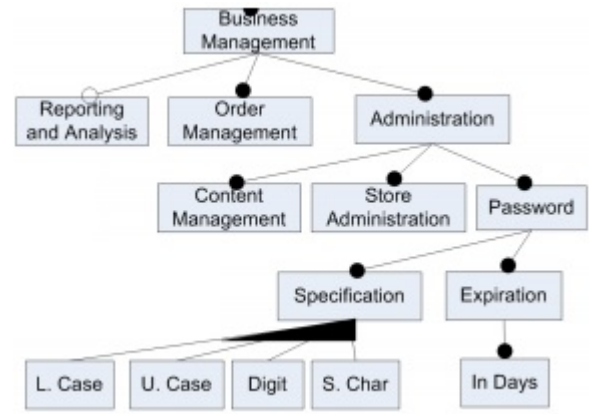 Business
Management
Reporting
and Analysis
Order
Management
Administration
Content
Management
Store
Administration
Password
Specification
Expiration
L. Case
U. Case
Digit
S. Char
In Days